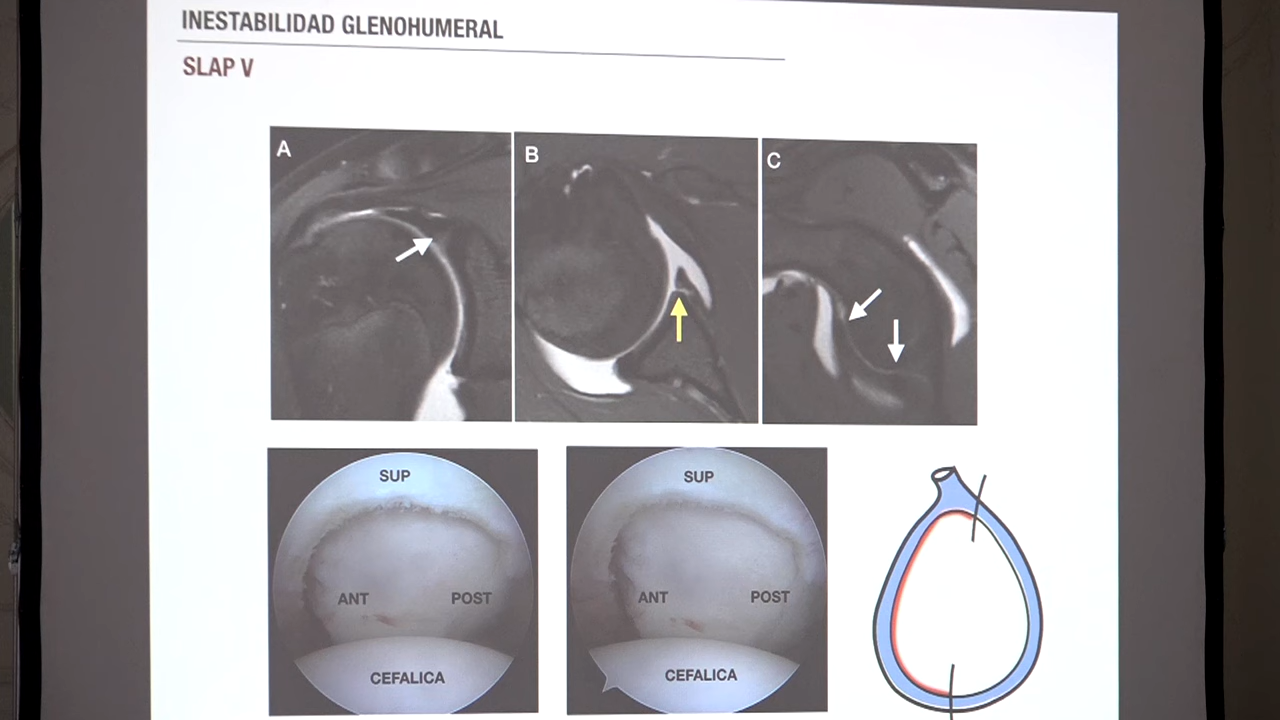 INESTABILIDAD GLENOHUMERAL
SLAP V
A
B
C
SUP
ANT
POST
CEFALICA
SUP
ANT
POST
CEFALICA